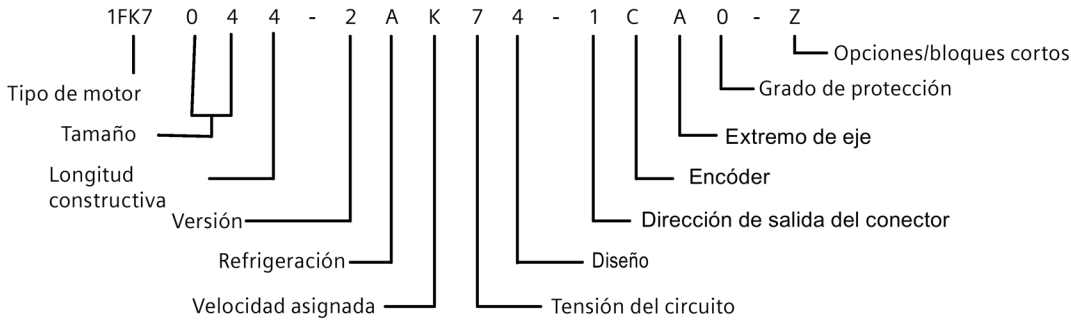 1FK7 0 4 4 - 2 A K 7 4 - 1 C A 0 - Z
Opciones/bloques cortos
Tipo de motor
Grado de protección
Tamaño
Extremo de eje
Longitud
constructiva
Encóder
Versión
Dirección de salida del conector
Refrigeración
Diseño
Velocidad asignada
Tensión del circuito